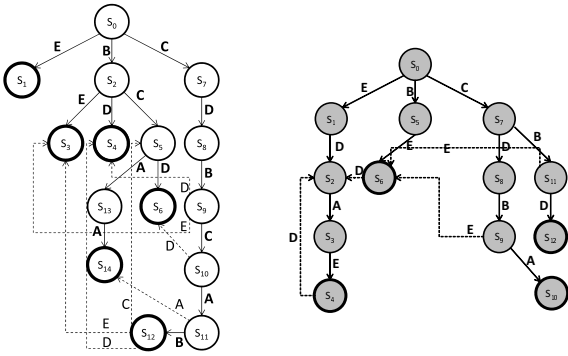 S0
E B C
S1 S2 S7
E D C D
S3 S4 S5 S8
A D D B
S13 S6 S9
A D E C
S14 S10
C A A
E S12 B S11
D
S0
E B C
S1 S5 S7
D E E D B
S2 D S6 S8 S11
A B D
S3 E S9 S12
D E A
S4 S10